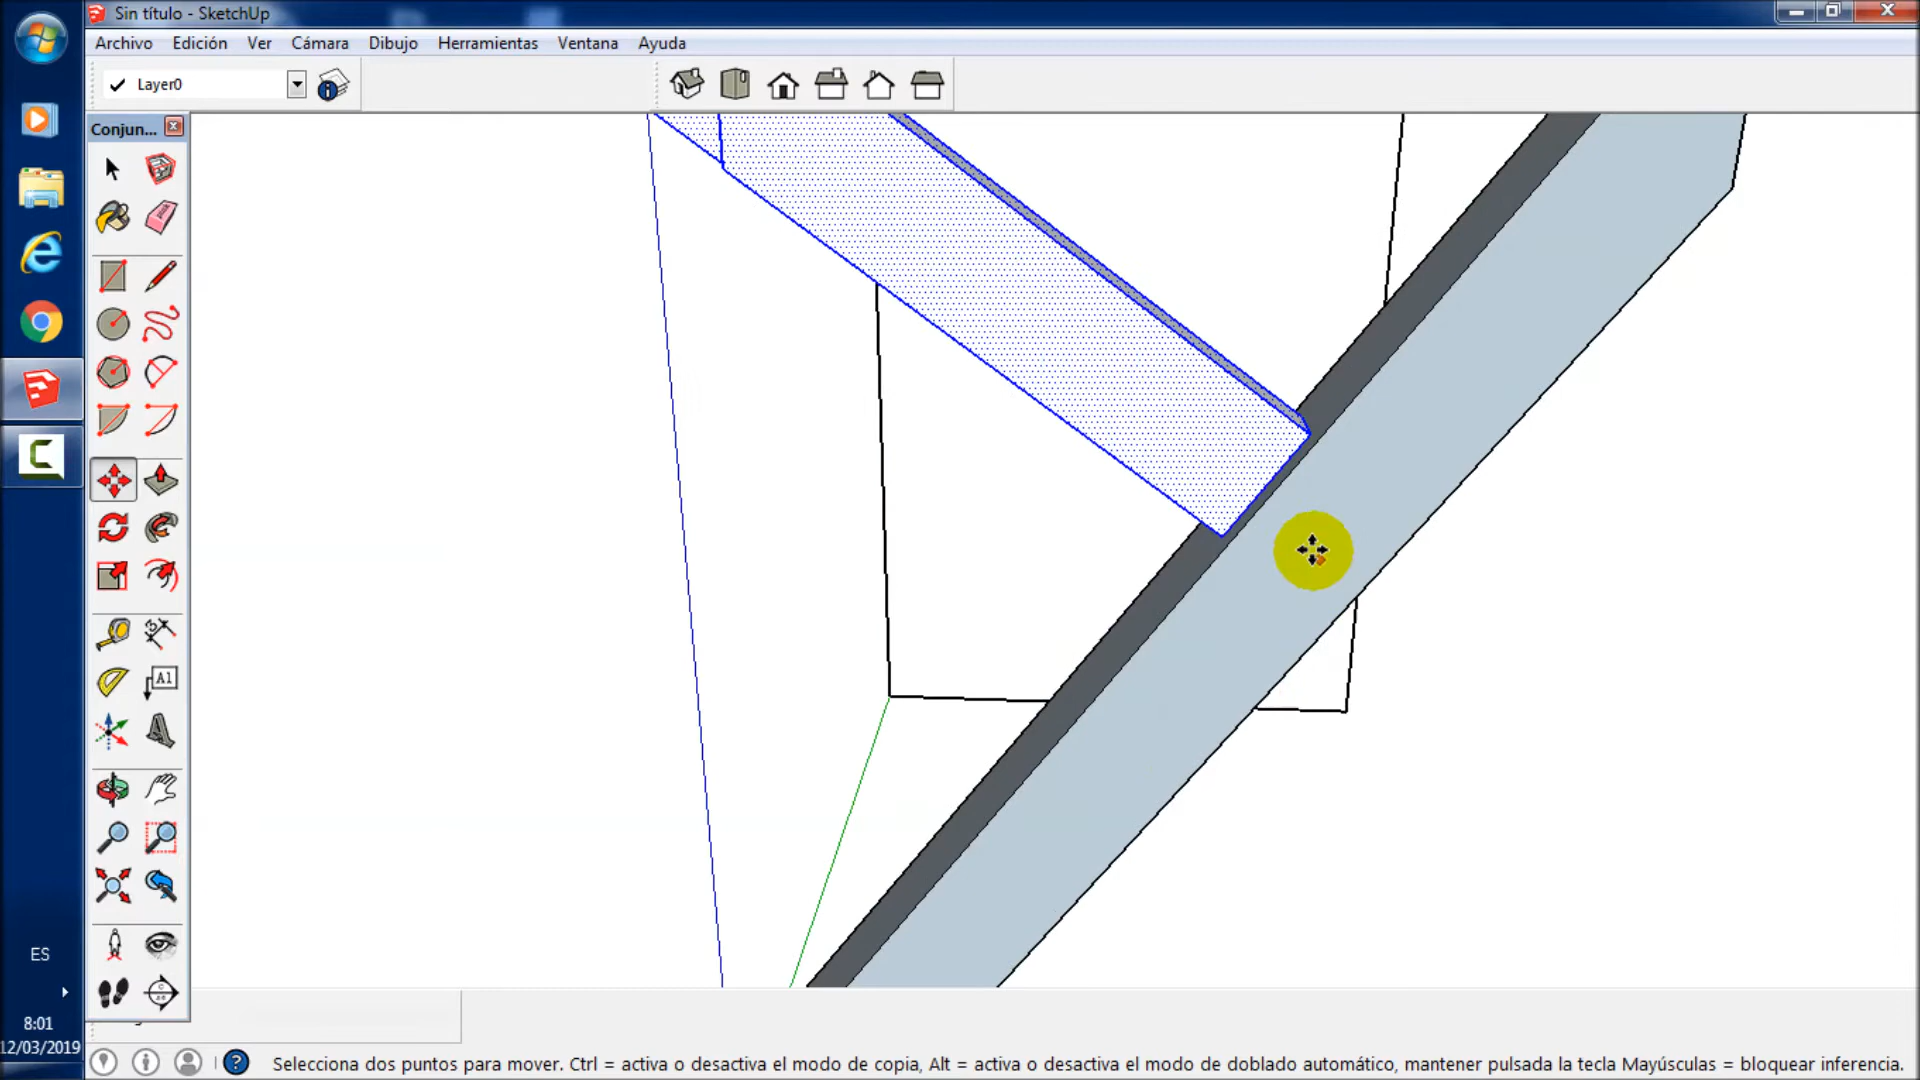 Sin título - SketchUp
Archivo Edición Ver Cámara Dibujo Herramientas Ventana Ayuda
Layer0
Conjun...
A1
ES
8:01
12/03/2019
Selecciona dos puntos para mover. Ctrl = activa o desactiva el modo de copia, Alt = activa o desactiva el modo de doblado automático, mantener pulsada la tecla Mayúsculas = bloquear inferencia.